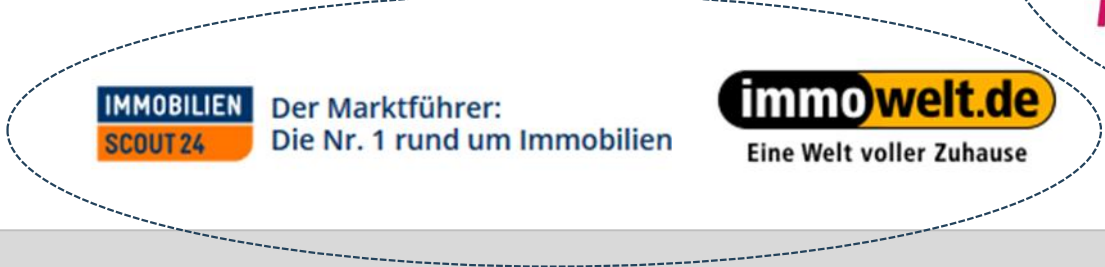 IMMOBILIEN
SCOUT 24
Der Marktführer:
Die Nr. 1 rund um Immobilien
immowelt.de
Eine Welt voller Zuhause